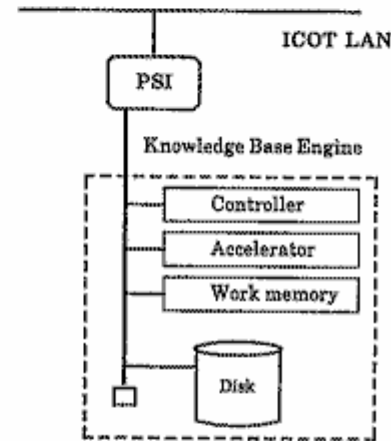 ICOT LAN
PSI
Knowledge Base Engine
Controller
Accelerator
Work memory
Disk